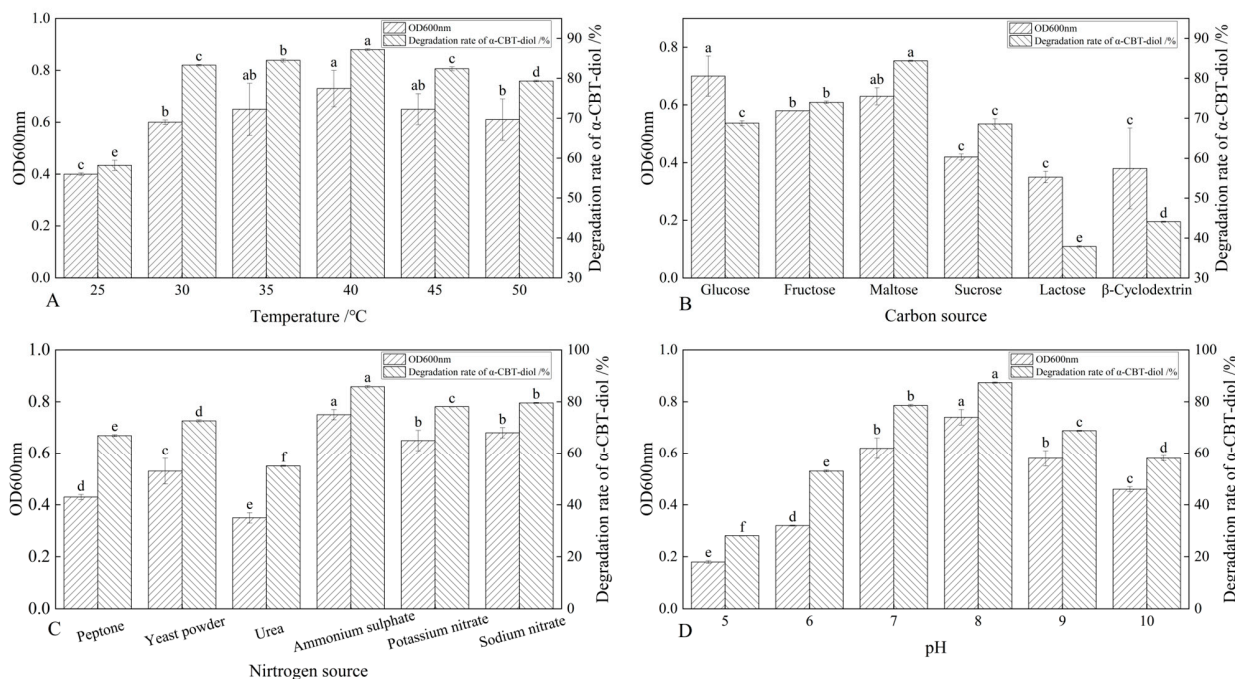 OD600nm
Degradation rate of α-CBT-diol /%
1.0
0.8
0.6
0.4
0.2
0.0
OD600nm
90
80
70
60
50
40
30
Degradation rate of α-CBT-diol /%
c e b c ab b a a ab c b d
25 30 35 40 45 50
A
Temperature /°C
OD600nm
Degradation rate of α-CBT-diol /%
0.8
0.6
0.4
0.2
0.0
OD600nm
90
80
70
60
50
40
30
Degradation rate of α-CBT-diol /%
a c b b ab a c c c e c d
Glucose Fructose Maltose Sucrose Lactose β-Cyclodextrin
B
Carbon source
OD600nm
Degradation rate of α-CBT-diol /%
1.0
0.8
0.6
0.4
0.2
0.0
OD600nm
100
80
60
40
20
0
Degradation rate of α-CBT-diol /%
d e c d e f a a b c b b
Peptone Yeast powder Urea Ammonium sulphate Potassium nitrate Sodium nitrate
C
Nirtrogen source
OD600nm
Degradation rate of α-CBT-diol /%
1.0
0.8
0.6
0.4
0.2
0.0
OD600nm
100
80
60
40
20
0
Degradation rate of α-CBT-diol /%
e f d e b b a a b c c d
5 6 7 8 9 10
D
pH